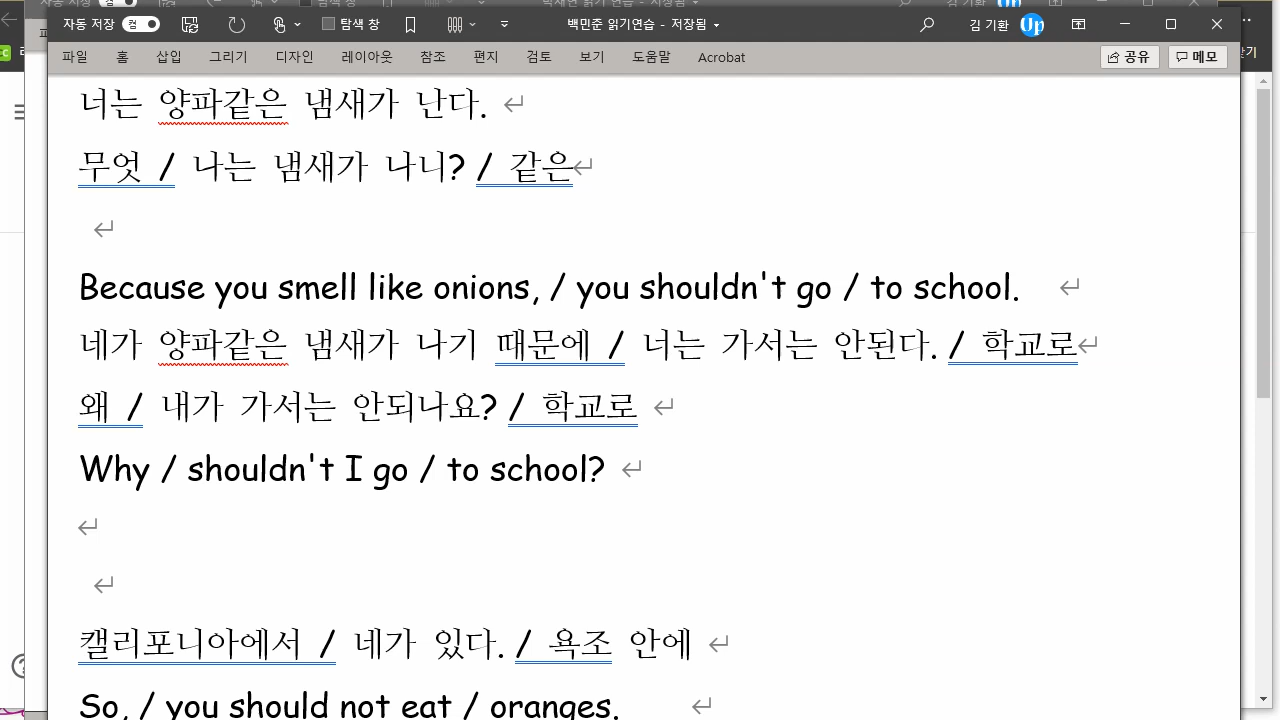 자동 저장 컴 탐색 창 백민준 읽기연습 - 저장됨 김 기환 Up
파일 홈 삽입 그리기 디자인 레이아웃 참조 편지 검토 보기 도움말 Acrobat 공유 메모
너는 양파같은 냄새가 난다.
무엇 / 나는 냄새가 나니? / 같은
Because you smell like onions, / you shouldn't go / to school.
네가 양파같은 냄새가 나기 때문에 / 너는 가서는 안된다. / 학교로
왜 / 내가 가서는 안되나요? / 학교로
Why / shouldn't I go / to school?
캘리포니아에서 / 네가 있다. / 욕조 안에
So, / you should not eat / oranges.